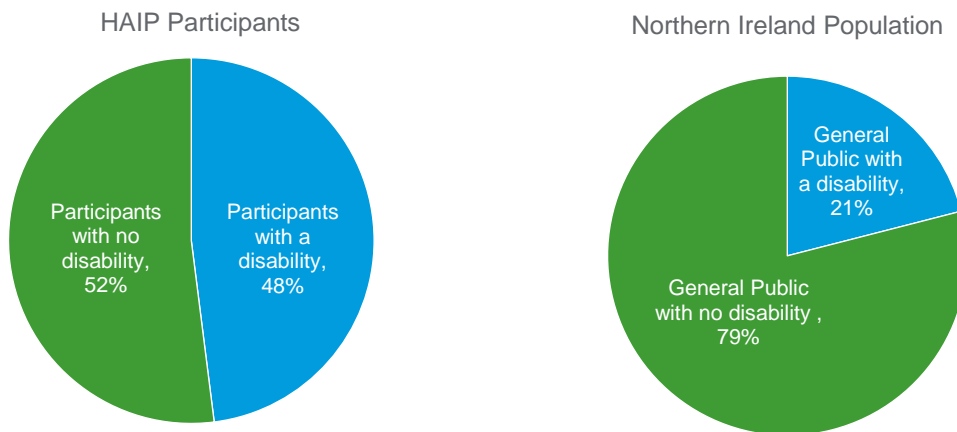 HAIP Participants
Participants
with no
disability,
52%
Participants
with a
disability,
48%
Northern Ireland Population
General
Public with
a disability,
21%
General Public
with no disability ,
79%